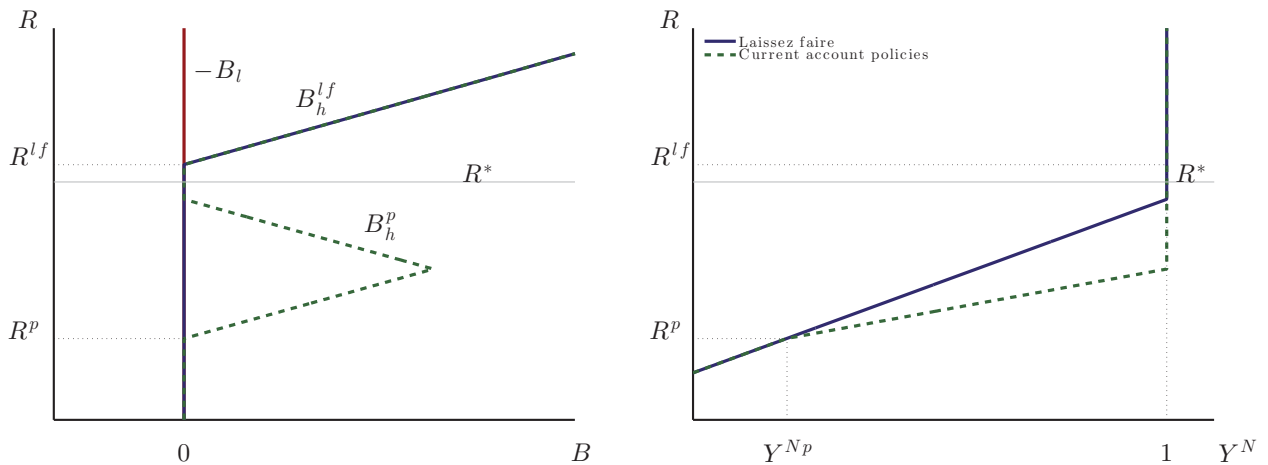 R
−B_l
B_h^{lf}
R^{lf}
R^*
B_h^p
R^p
0
B
R
Laissez faire
Current account policies
R^{lf}
R^*
R^p
Y^{Np}
1
Y^N